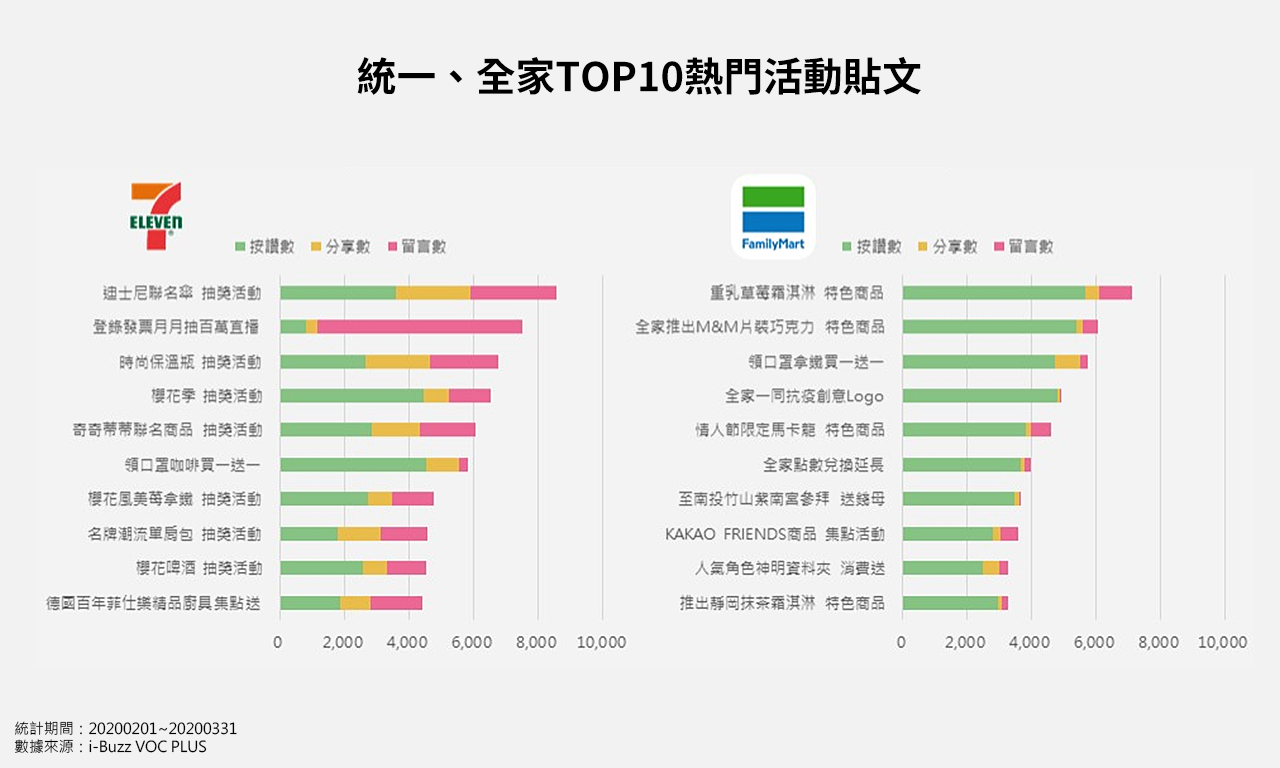 統一、全家TOP10熱門活動貼文
7
ELEVEN
®
按讚數 分享數 留言數
迪士尼聯名傘 抽獎活動
登錄發票月月抽百萬直播
時尚保溫瓶 抽獎活動
櫻花季 抽獎活動
奇奇蒂蒂聯名商品 抽獎活動
領口罩咖啡買一送一
櫻花風美苺拿鐵 抽獎活動
名牌潮流單肩包 抽獎活動
櫻花啤酒 抽獎活動
德國百年菲仕樂精品廚具集點送
0 2,000 4,000 6,000 8,000 10,000
FamilyMart
按讚數 分享數 留言數
重乳草莓霜淇淋 特色商品
全家推出M&M片裝巧克力 特色商品
領口罩拿鐵買一送一
全家一同抗疫創意Logo
情人節限定馬卡龍 特色商品
全家點數兌換延長
至南投竹山紫南宮參拜 送錢母
KAKAO FRIENDS商品 集點活動
人氣角色神明資料夾 消費送
推出靜岡抹茶霜淇淋 特色商品
0 2,000 4,000 6,000 8,000 10,000
統計期間：20200201~20200331
數據來源：i-Buzz VOC PLUS